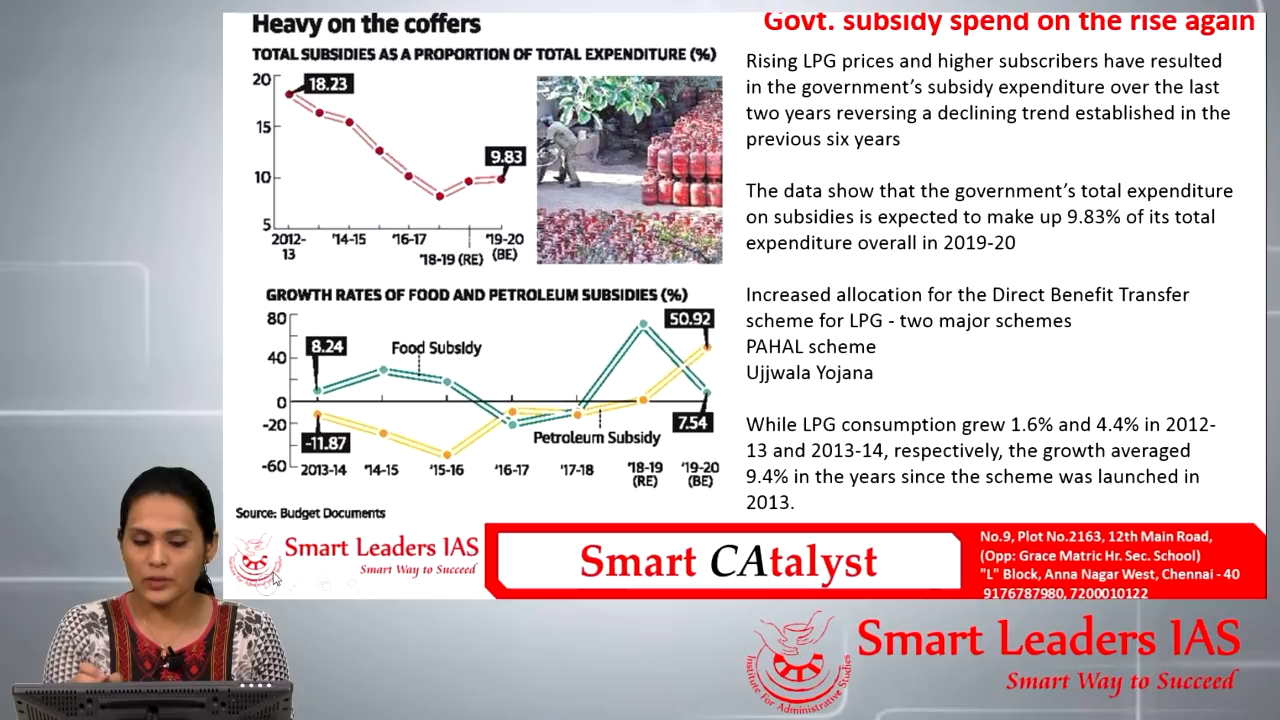 Heavy on the coffers
TOTAL SUBSIDIES AS A PROPORTION OF TOTAL EXPENDITURE (%)
20
18.23
15
9.83
10
5
2012-
13
'14-15
'16-17
'18-19 (RE)
'19-20
(BE)
GROWTH RATES OF FOOD AND PETROLEUM SUBSIDIES (%)
80
50.92
8.24
Food Subsidy
40
0
-20
-11.87
Petroleum Subsidy
7.54
-60
2013-14
'14-15
'15-16
'16-17
'17-18
'18-19
(RE)
'19-20
(BE)
Source: Budget Documents
Govt. subsidy spend on the rise again
Rising LPG prices and higher subscribers have resulted
in the government's subsidy expenditure over the last
two years reversing a declining trend established in the
previous six years
The data show that the government's total expenditure
on subsidies is expected to make up 9.83% of its total
expenditure overall in 2019-20
Increased allocation for the Direct Benefit Transfer
scheme for LPG - two major schemes
PAHAL scheme
Ujjwala Yojana
While LPG consumption grew 1.6% and 4.4% in 2012-
13 and 2013-14, respectively, the growth averaged
9.4% in the years since the scheme was launched in
2013.
Smart Leaders IAS
Smart Way to Succeed
Smart CAtalyst
No.9, Plot No.2163, 12th Main Road,
(Opp: Grace Matric Hr. Sec. School)
"L" Block, Anna Nagar West, Chennai - 40
9176787980, 7200010122
Institute For Administrative Studies
Smart Leaders IAS
Smart Way to Succeed